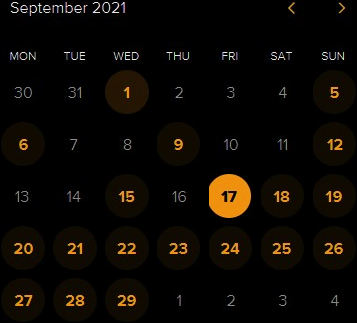 September 2021
MON TUE WED THU FRI SAT SUN
30 31 1 2 3 4 5
6 7 8 9 10 11 12
13 14 15 16 17 18 19
20 21 22 23 24 25 26
27 28 29 1 2 3 4